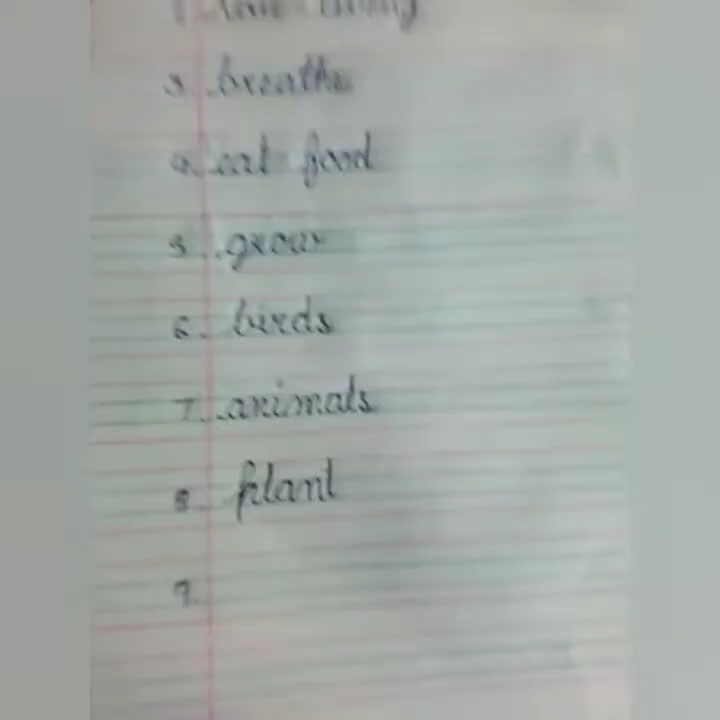 3. breathe
4. eat food
5. grow
6. birds
7. animals
8. plant
9.